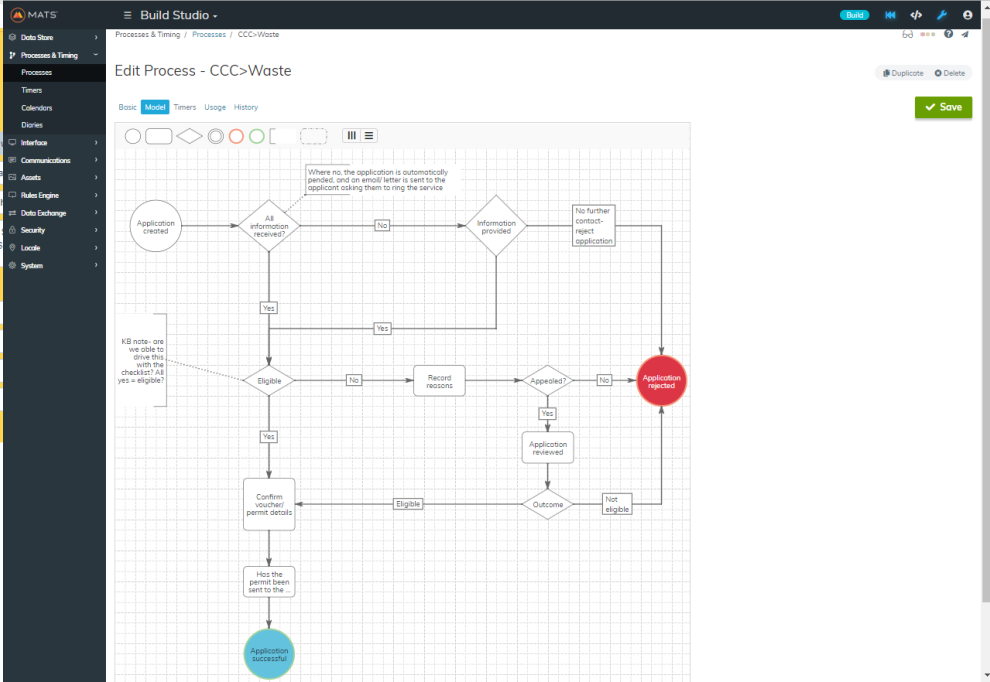 MATS
Build Studio
Build
Data Store
Processes & Timing
Processes
Timers
Calendars
Diaries
Interface
Communications
Assets
Rules Engine
Data Exchange
Security
Locale
System
Processes & Timing / Processes / CCC>Waste
Edit Process - CCC>Waste
Duplicate
Delete
Basic
Model
Timers
Usage
History
Save
Where no, the application is automatically
pended, and an email/ letter is sent to the
applicant asking them to ring the service
Application
created
All
information
received?
No
Information
provided
No further
contact-
reject
application
Yes
Yes
KB note- are
we able to
drive this
with the
checklist? All
yes = eligible?
Eligible
No
Record
reasons
Appealed?
No
Application
rejected
Yes
Yes
Application
reviewed
Confirm
voucher/
permit details
Eligible
Outcome
Not
eligible
Has the
permit been
sent to the ...
Application
successful